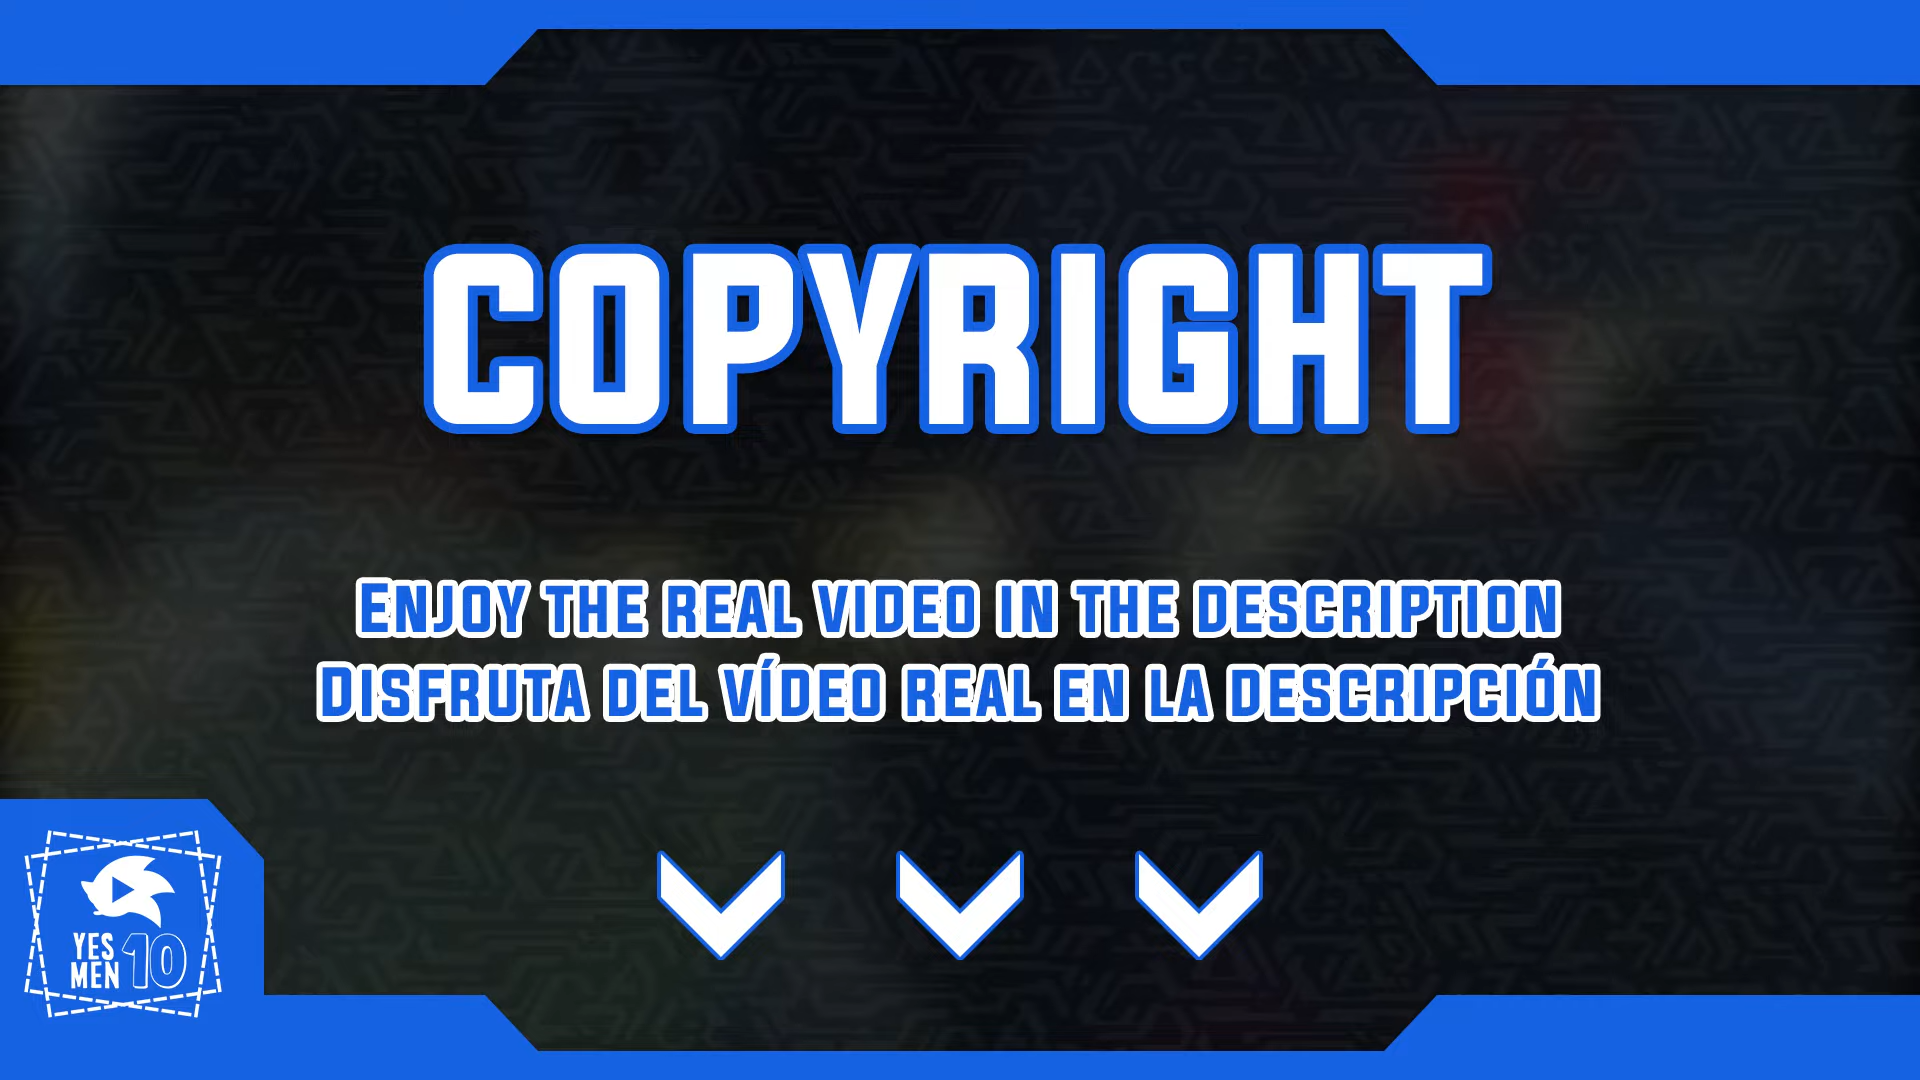 COPYRIGHT
ENJOY THE REAL VIDEO IN THE DESCRIPTION
DISFRUTA DEL VÍDEO REAL EN LA DESCRIPCIÓN
YES
MEN 10